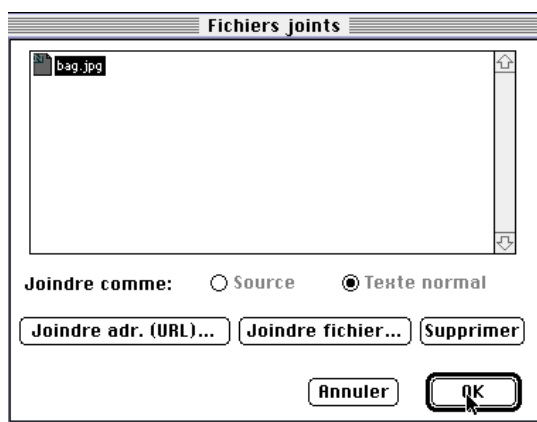 Fichiers joints
bag.jpg
Joindre comme: Source Texte normal
Joindre adr. (URL)... Joindre fichier... Supprimer
Annuler OK